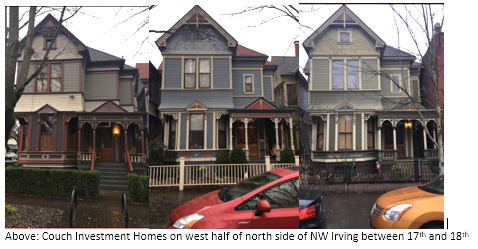 Above: Couch Investment Homes on west half of north side of NW Irving between 17th and 18th